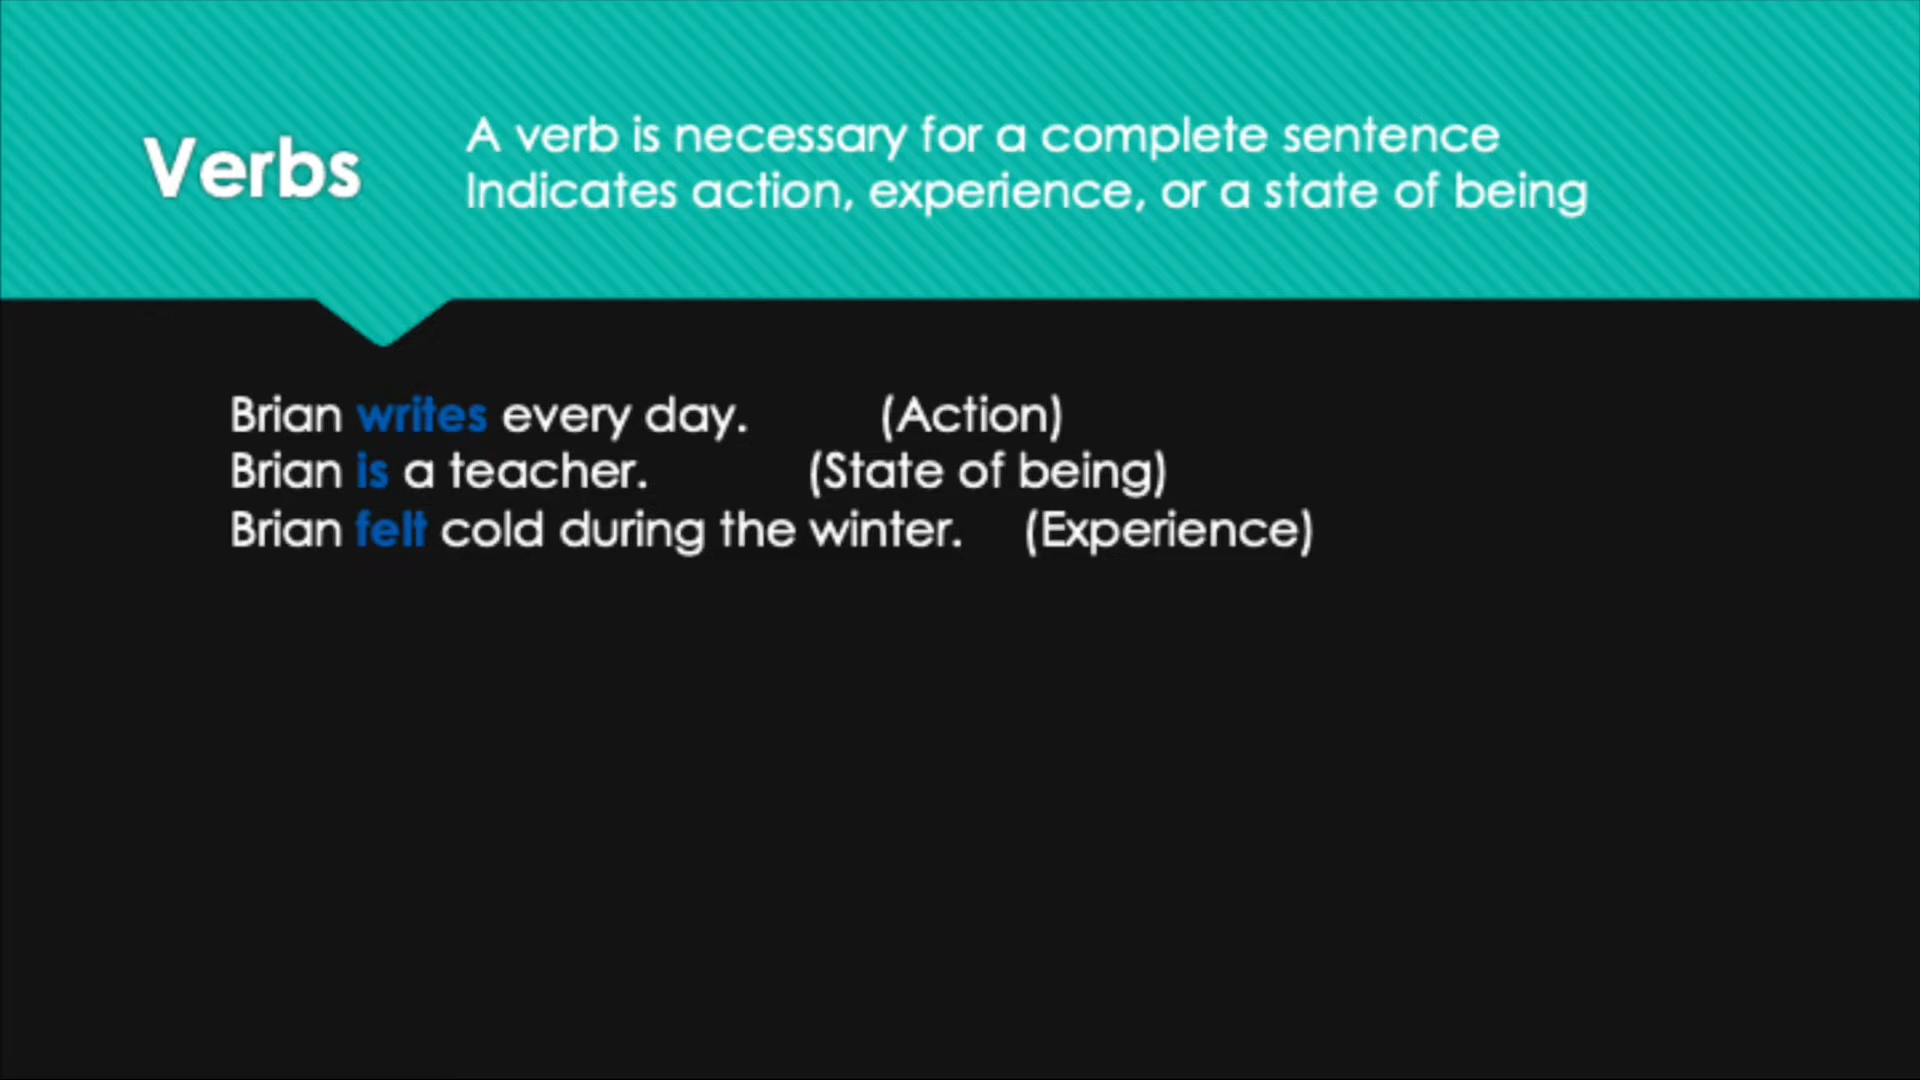 Verbs
A verb is necessary for a complete sentence
Indicates action, experience, or a state of being
Brian writes every day. (Action)
Brian is a teacher. (State of being)
Brian felt cold during the winter. (Experience)